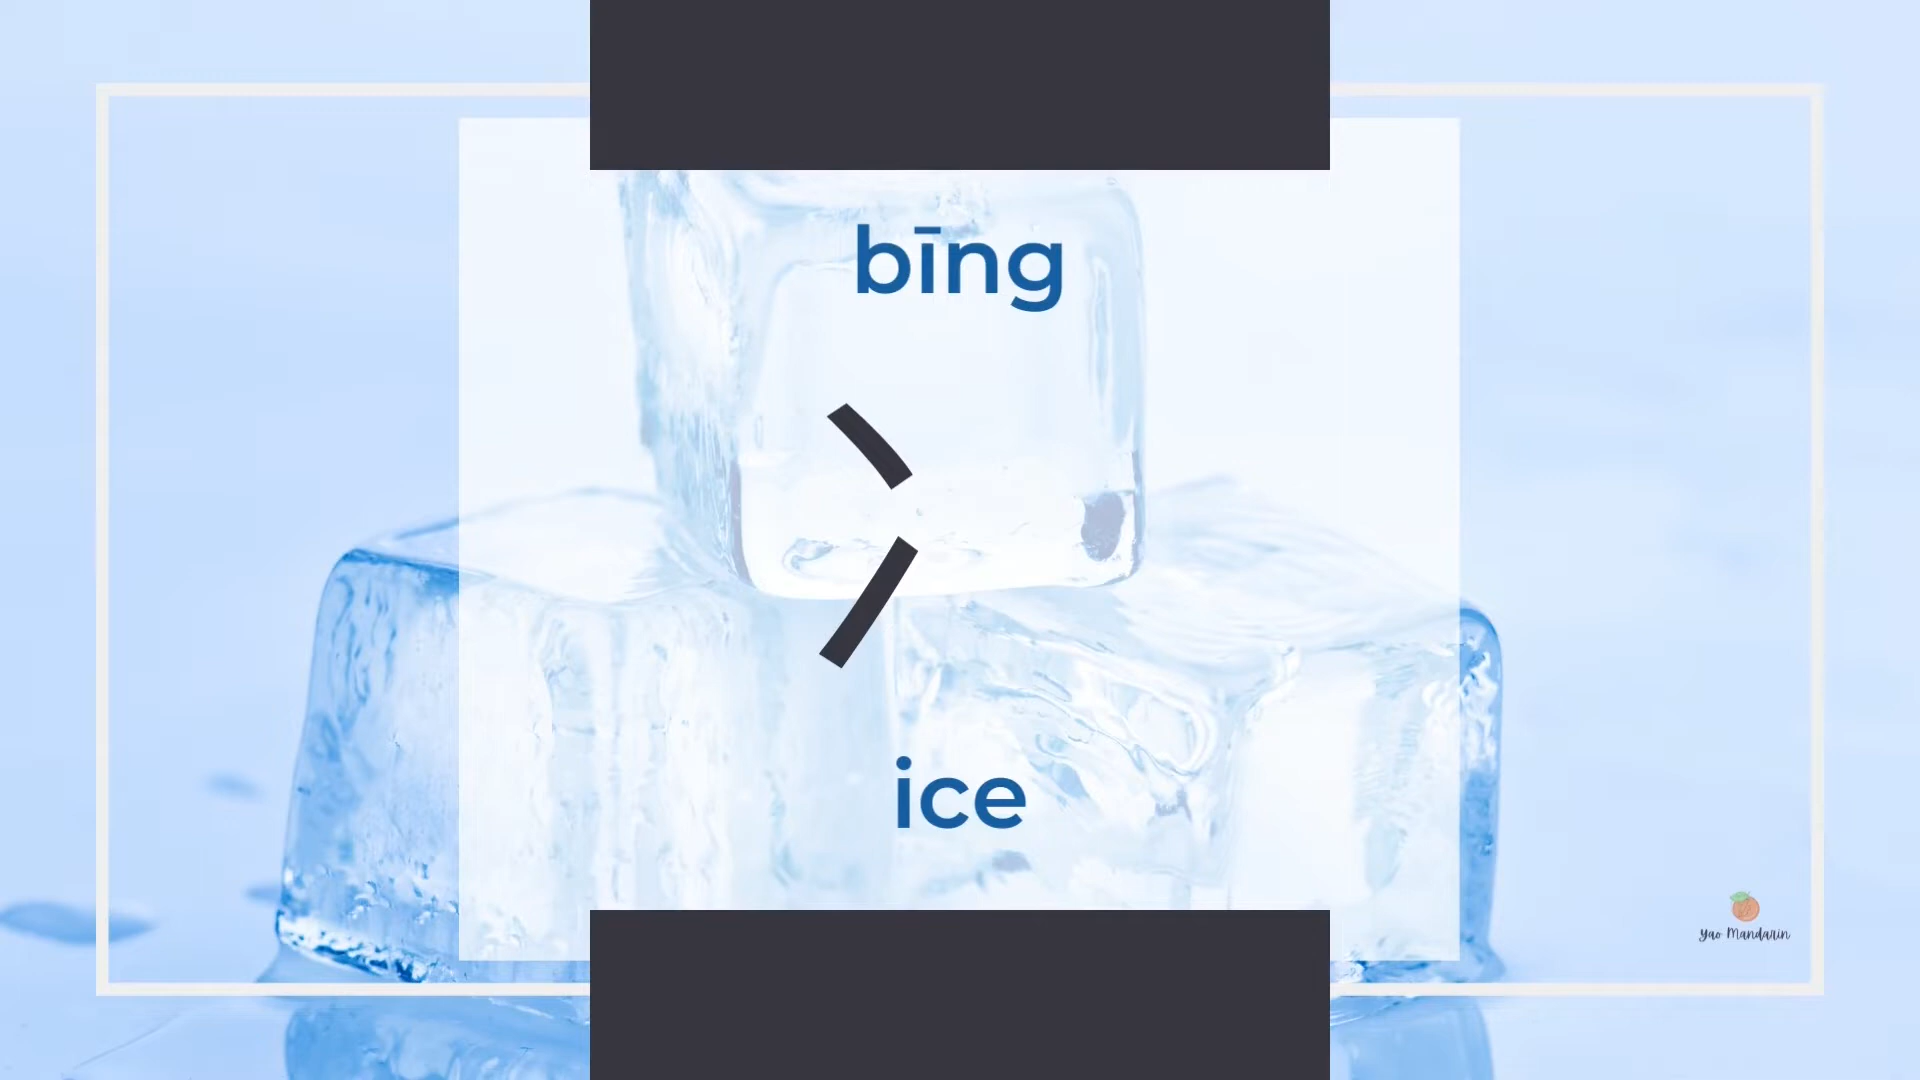 bīng
冫
ice
Yao Mandarin